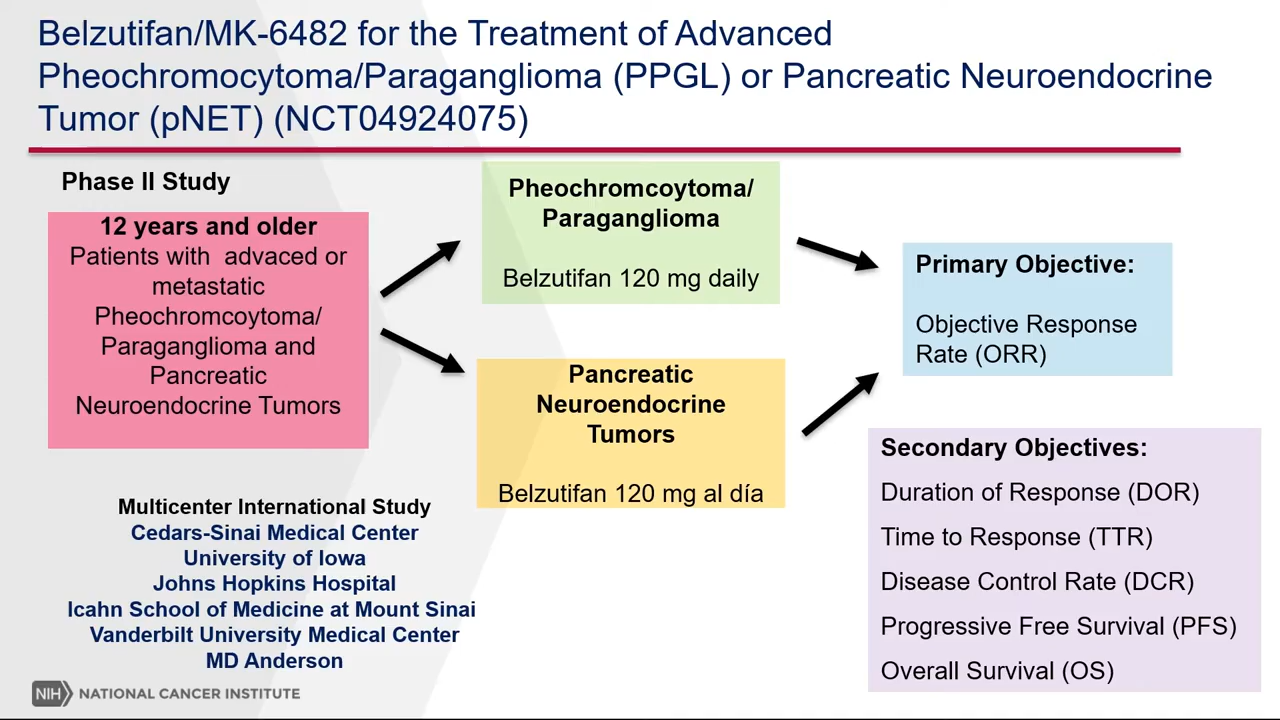 Belzutifan/MK-6482 for the Treatment of Advanced
Pheochromocytoma/Paraganglioma (PPGL) or Pancreatic Neuroendocrine
Tumor (pNET) (NCT04924075)
Phase II Study
12 years and older
Patients with advaced or
metastatic
Pheochromcoytoma/
Paraganglioma and
Pancreatic
Neuroendocrine Tumors
Pheochromcoytoma/
Paraganglioma
Belzutifan 120 mg daily
Pancreatic
Neuroendocrine
Tumors
Belzutifan 120 mg al día
Primary Objective:
Objective Response
Rate (ORR)
Secondary Objectives:
Duration of Response (DOR)
Time to Response (TTR)
Disease Control Rate (DCR)
Progressive Free Survival (PFS)
Overall Survival (OS)
Multicenter International Study
Cedars-Sinai Medical Center
University of Iowa
Johns Hopkins Hospital
Icahn School of Medicine at Mount Sinai
Vanderbilt University Medical Center
MD Anderson
NIH NATIONAL CANCER INSTITUTE